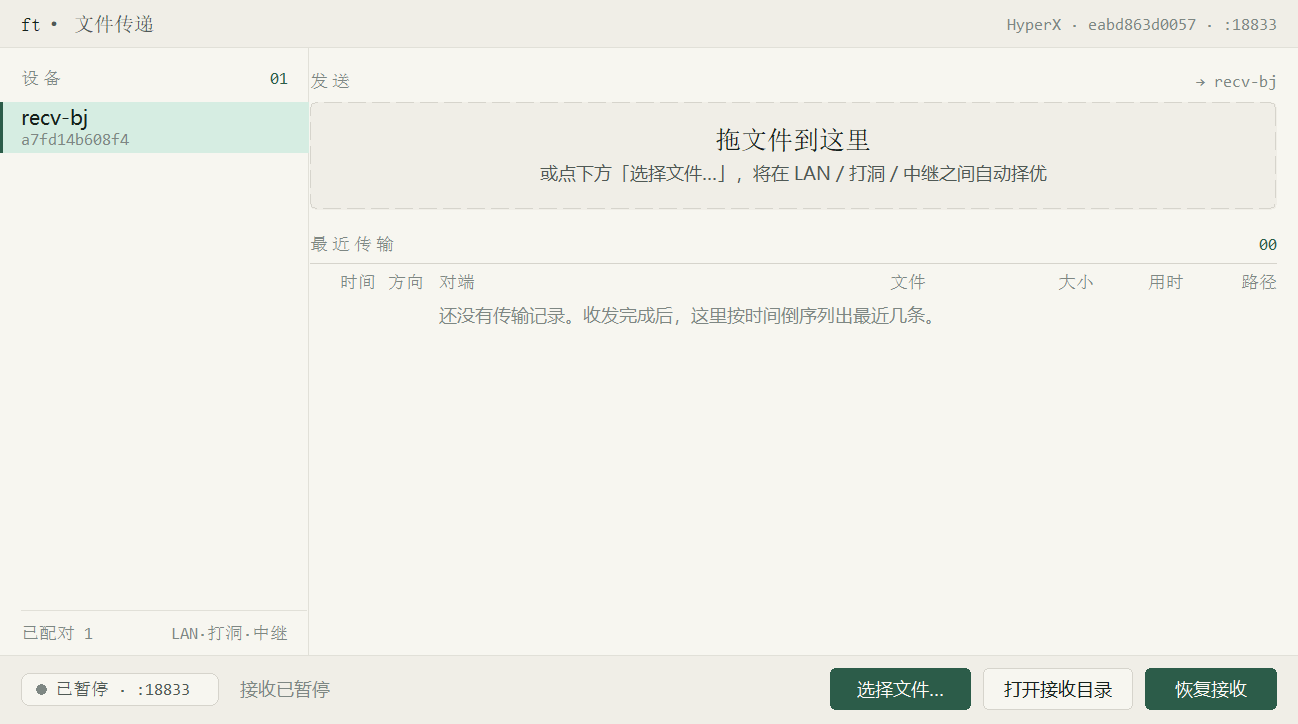 ft • 文件传递
HyperX · eabd863d0057 · :18833
设备 01
recv-bj
a7fd14b608f4
已配对 1 LAN·打洞·中继
发送 → recv-bj
拖文件到这里
或点下方「选择文件…」，将在 LAN / 打洞 / 中继之间自动择优
最近传输 00
时间 方向 对端 文件 大小 用时 路径
还没有传输记录。收发完成后，这里按时间倒序列出最近几条。
已暂停 · :18833 接收已暂停
选择文件… 打开接收目录 恢复接收